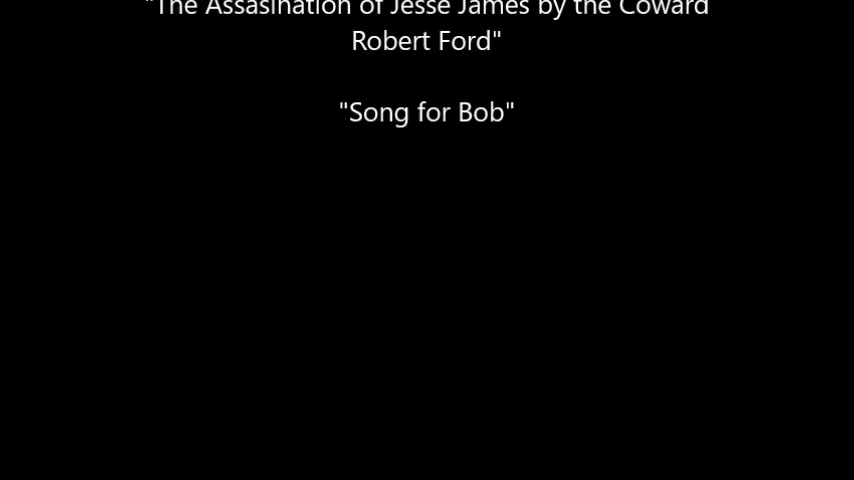 "The Assasination of Jesse James by the Coward
Robert Ford"
"Song for Bob"